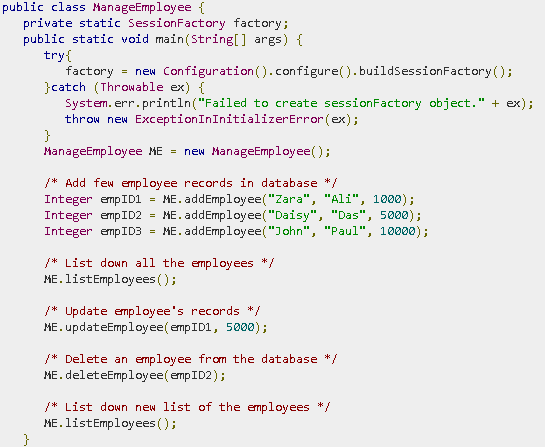 public class ManageEmployee {
   private static SessionFactory factory;
   public static void main(String[] args) {
      try{
         factory = new Configuration().configure().buildSessionFactory();
      }catch (Throwable ex) {
         System.err.println("Failed to create sessionFactory object." + ex);
         throw new ExceptionInInitializerError(ex);
      }
      ManageEmployee ME = new ManageEmployee();

      /* Add few employee records in database */
      Integer empID1 = ME.addEmployee("Zara", "Ali", 1000);
      Integer empID2 = ME.addEmployee("Daisy", "Das", 5000);
      Integer empID3 = ME.addEmployee("John", "Paul", 10000);

      /* List down all the employees */
      ME.listEmployees();

      /* Update employee's records */
      ME.updateEmployee(empID1, 5000);

      /* Delete an employee from the database */
      ME.deleteEmployee(empID2);

      /* List down new list of the employees */
      ME.listEmployees();
   }